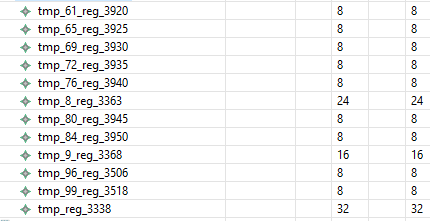 tmp_61_reg_3920 8 8
tmp_65_reg_3925 8 8
tmp_69_reg_3930 8 8
tmp_72_reg_3935 8 8
tmp_76_reg_3940 8 8
tmp_8_reg_3363 24 24
tmp_80_reg_3945 8 8
tmp_84_reg_3950 8 8
tmp_9_reg_3368 16 16
tmp_96_reg_3506 8 8
tmp_99_reg_3518 8 8
tmp_reg_3338 32 32